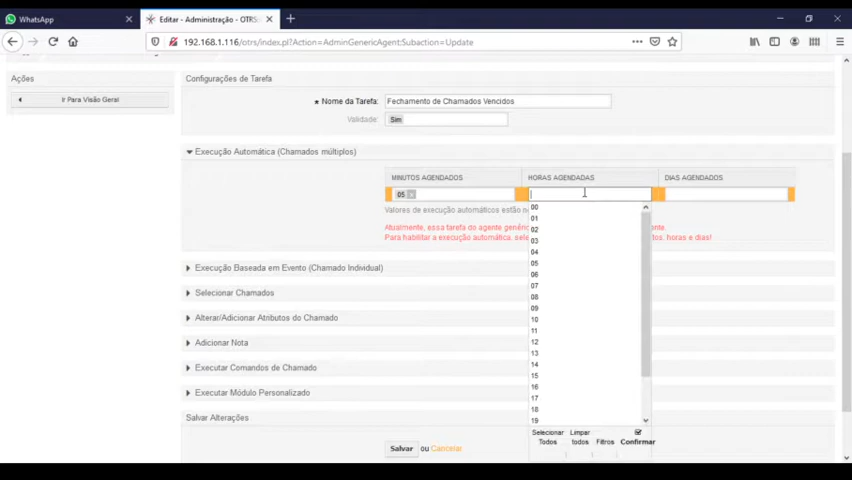 WhatsApp
Editar - Administração - OTRS
192.168.1.116/otrs/index.pl?Action=AdminGenericAgent;Subaction=Update
Ações
Ir Para Visão Geral
Configurações de Tarefa
★ Nome da Tarefa: Fechamento de Chamados Vencidos
Validade: Sim
Execução Automática (Chamados múltiplos)
MINUTOS AGENDADOS HORAS AGENDADAS DIAS AGENDADOS
05 x
Valores de execução automáticos estão
Atualmente, essa tarefa do agente
Para habilitar a execução automática, horas e dias!
00
01
02
03
04
05
06
07
08
09
10
11
12
13
14
15
16
17
18
19
Selecionar Todos Limpar todos Filtros Confirmar
Execução Baseada em Evento (Chamado Individual)
Selecionar Chamados
Alterar/Adicionar Atributos do Chamado
Adicionar Nota
Executar Comandos de Chamado
Executar Módulo Personalizado
Salvar Alterações
Salvar ou Cancelar